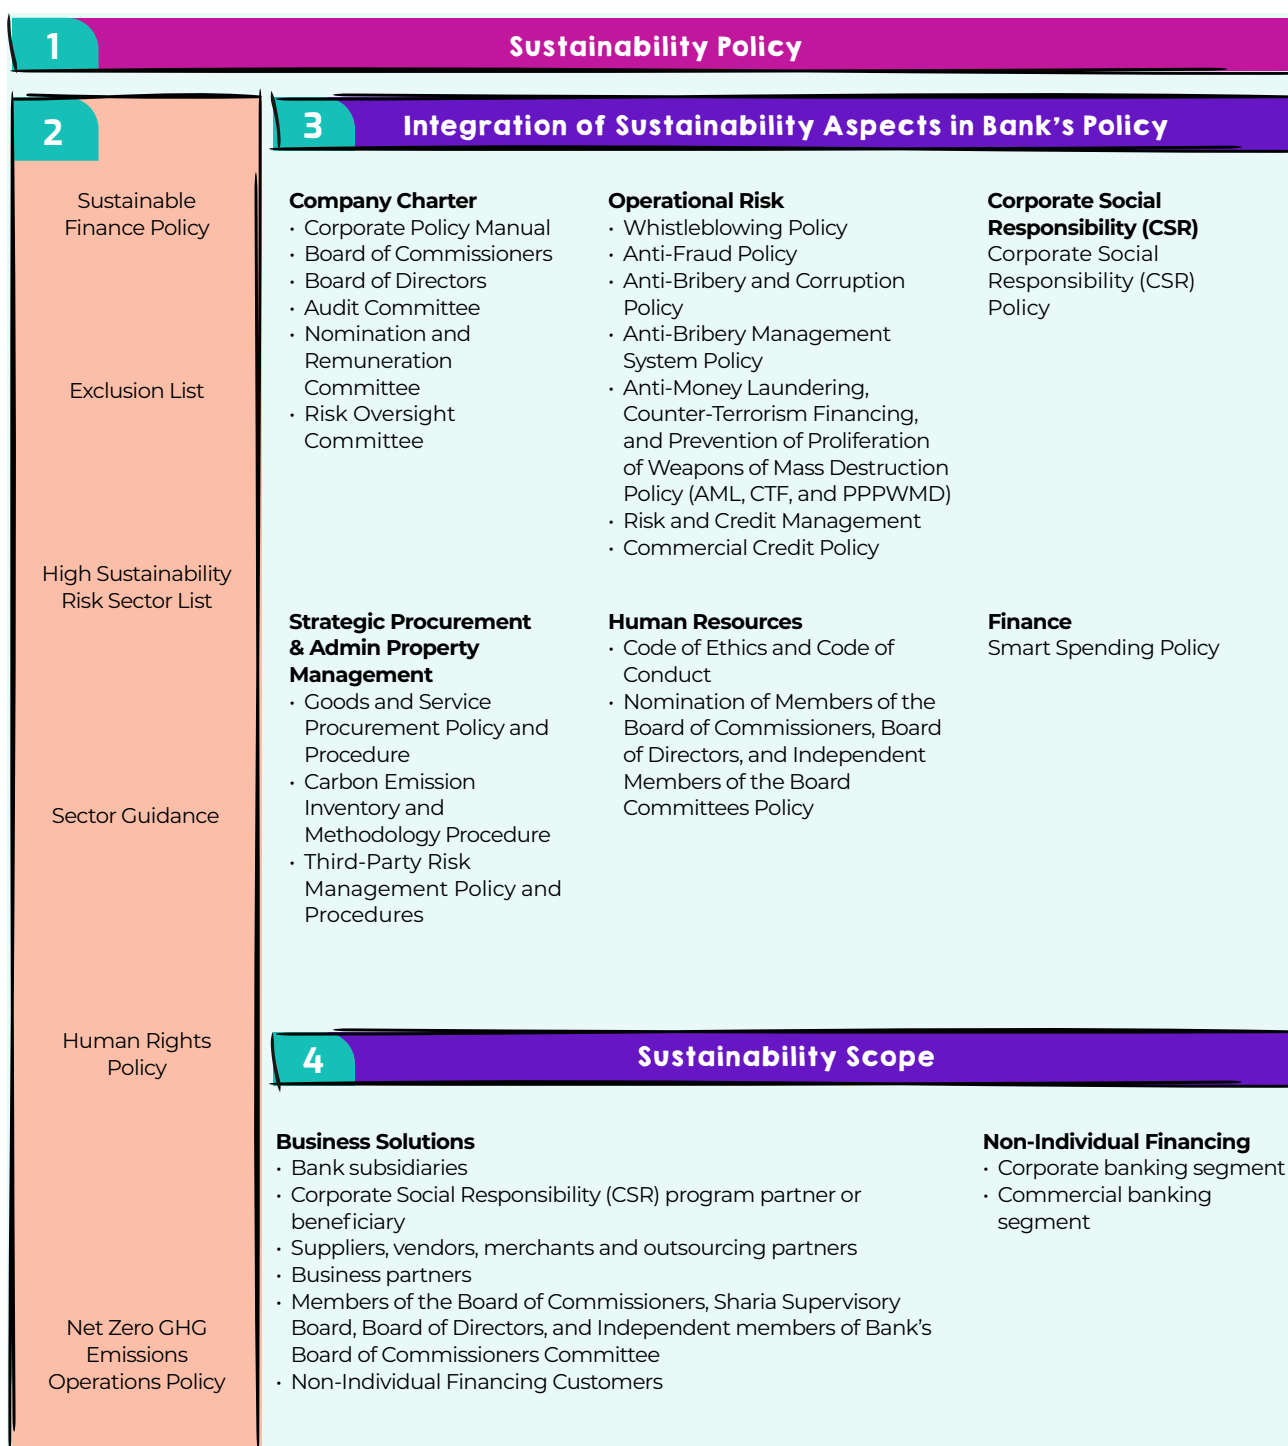 1
Sustainability Policy
2
Sustainable
Finance Policy
Exclusion List
High Sustainability
Risk Sector List
Sector Guidance
Human Rights
Policy
Net Zero GHG
Emissions
Operations Policy
3
Integration of Sustainability Aspects in Bank's Policy
Company Charter
· Corporate Policy Manual
· Board of Commissioners
· Board of Directors
· Audit Committee
· Nomination and
Remuneration
Committee
· Risk Oversight
Committee
Operational Risk
· Whistleblowing Policy
· Anti-Fraud Policy
· Anti-Bribery and Corruption
Policy
· Anti-Bribery Management
System Policy
· Anti-Money Laundering,
Counter-Terrorism Financing,
and Prevention of Proliferation
of Weapons of Mass Destruction
Policy (AML, CTF, and PPPWMD)
· Risk and Credit Management
· Commercial Credit Policy
Corporate Social
Responsibility (CSR)
Corporate Social
Responsibility (CSR)
Policy
Strategic Procurement
& Admin Property
Management
· Goods and Service
Procurement Policy and
Procedure
· Carbon Emission
Inventory and
Methodology Procedure
· Third-Party Risk
Management Policy and
Procedures
Human Resources
· Code of Ethics and Code of
Conduct
· Nomination of Members of the
Board of Commissioners, Board
of Directors, and Independent
Members of the Board
Committees Policy
Finance
Smart Spending Policy
4
Sustainability Scope
Business Solutions
· Bank subsidiaries
· Corporate Social Responsibility (CSR) program partner or
beneficiary
· Suppliers, vendors, merchants and outsourcing partners
· Business partners
· Members of the Board of Commissioners, Sharia Supervisory
Board, Board of Directors, and Independent members of Bank's
Board of Commissioners Committee
· Non-Individual Financing Customers
Non-Individual Financing
· Corporate banking segment
· Commercial banking
segment